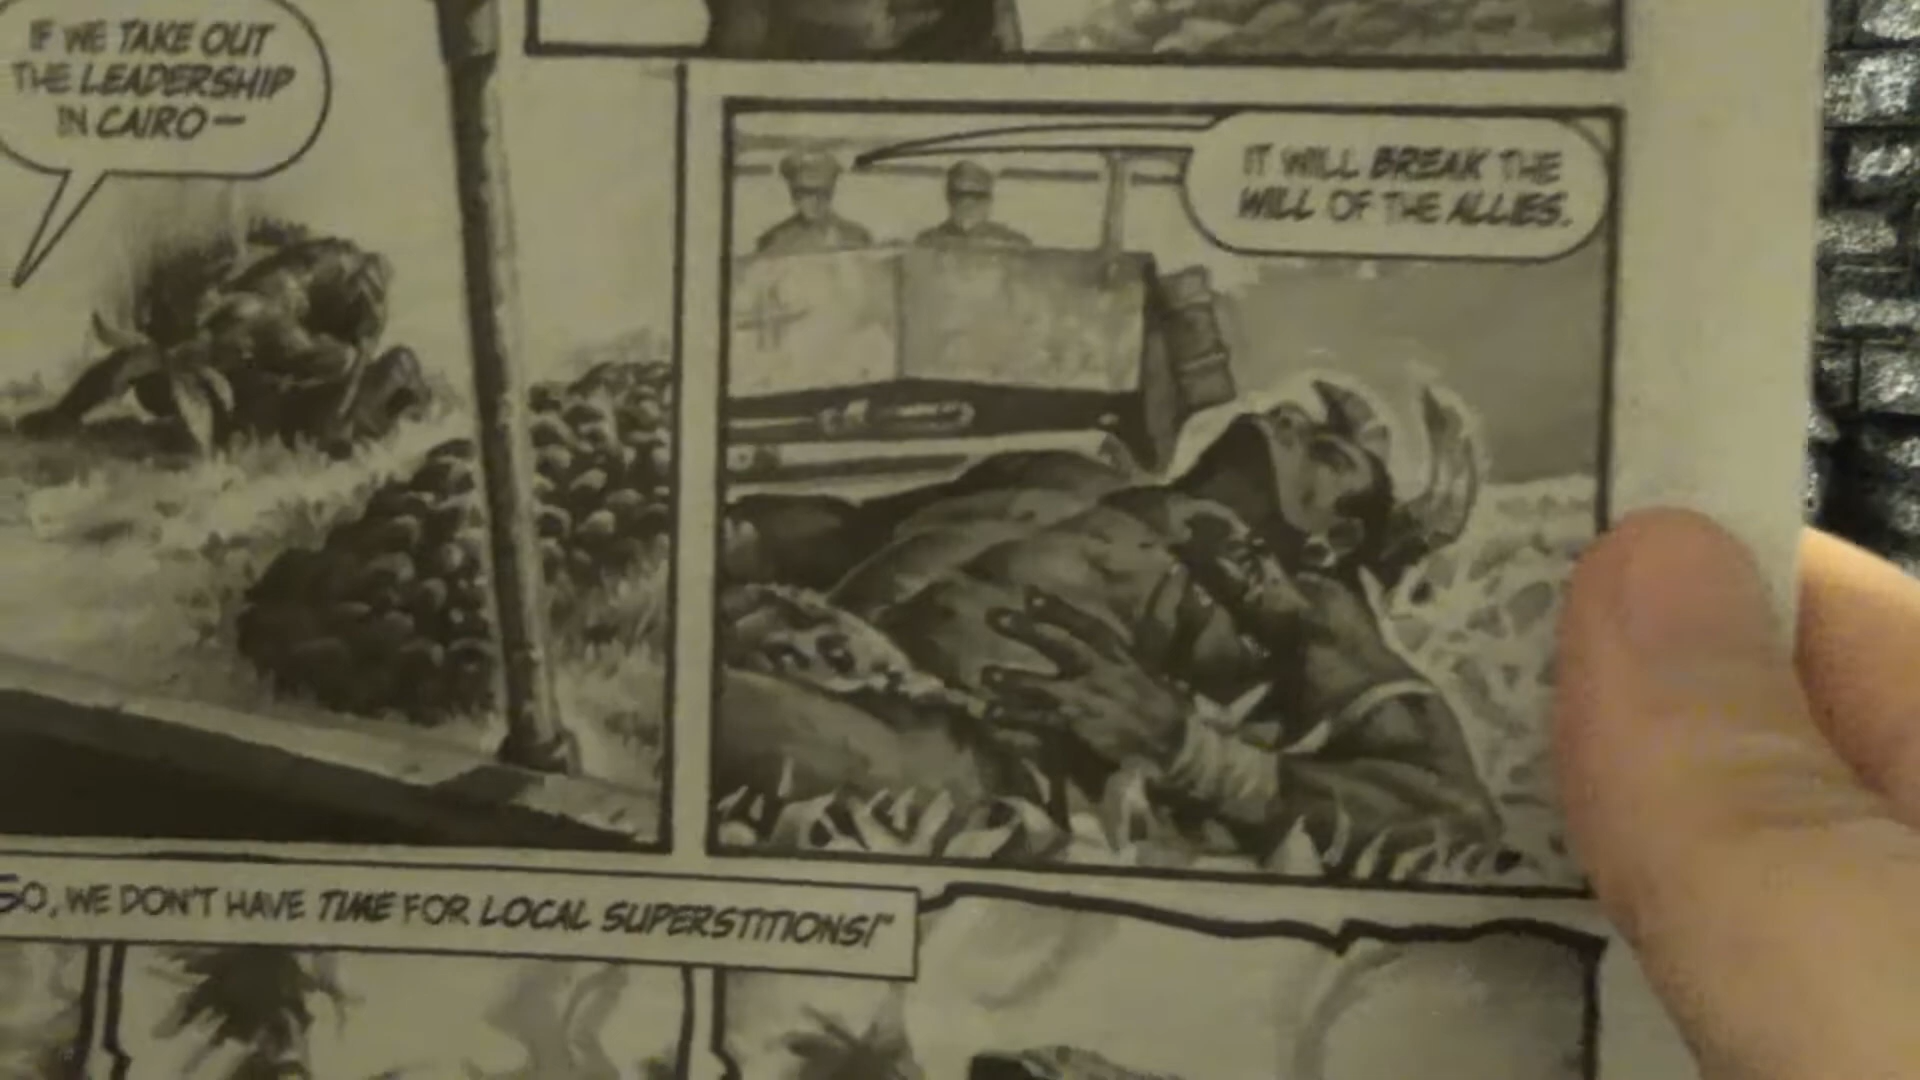 IF WE TAKE OUT
THE LEADERSHIP
IN CAIRO—
IT WILL BREAK THE
WILL OF THE ALLIES.
SO, WE DON'T HAVE TIME FOR LOCAL SUPERSTITIONS!"